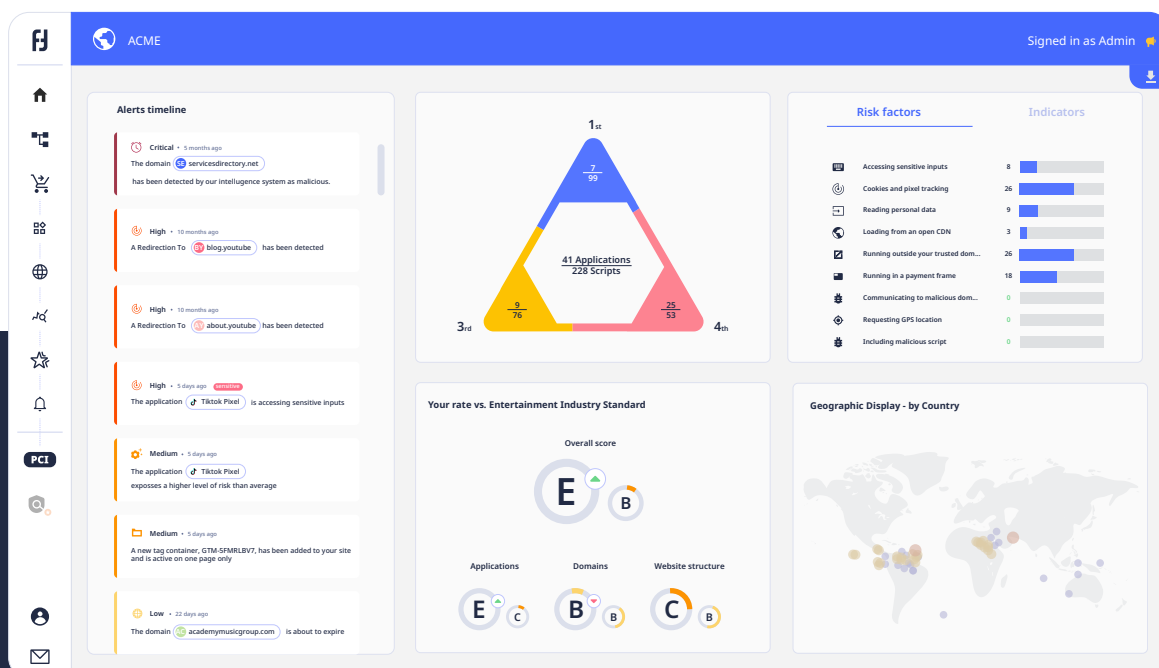 ACME
Signed in as Admin
PCI
Alerts timeline
Critical • 5 months ago
The domain SE servicesdirectory.net
has been detected by our intellugence system as malicious.
High • 10 months ago
A Redirection To BY blog.youtube has been detected
High • 10 months ago
A Redirection To AY about.youtube has been detected
High • 5 days ago sensitive
The application Tiktok Pixel is accessing sensitive inputs
Medium • 5 days ago
The application Tiktok Pixel
exposses a higher level of risk than average
Medium • 5 days ago
A new tag container, GTM-5FMRLBV7, has been added to your site
and is active on one page only
Low • 22 days ago
The domain academymusicgroup.com is about to expire
1st
7
99
41 Applications
228 Scripts
9
76
25
53
3rd
4th
Risk factors
Indicators
Accessing sensitive inputs 8
Cookies and pixel tracking 26
Reading personal data 9
Loading from an open CDN 3
Running outside your trusted dom... 26
Running in a payment frame 18
Communicating to malicious dom... 0
Requesting GPS location 0
Including malicious script 0
Your rate vs. Entertainment Industry Standard
Overall score
E
B
Applications
Domains
Website structure
E
C
B
B
C
B
Geographic Display - by Country